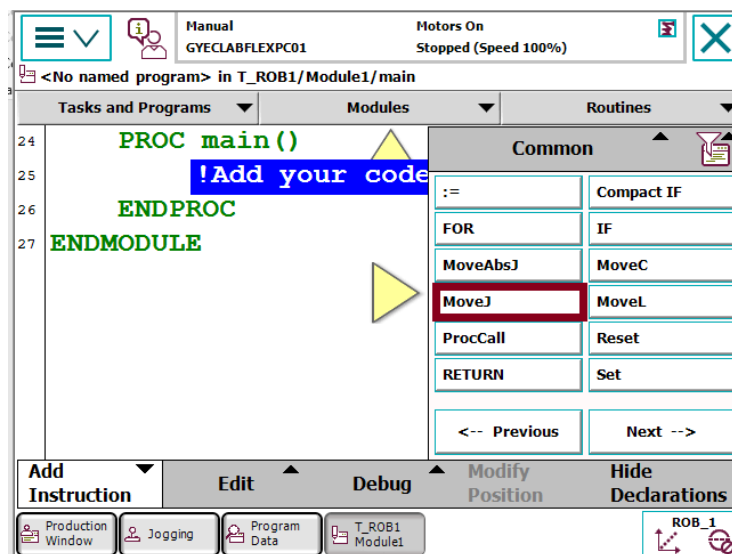 Manual
GYECLABFLEXPC01
Motors On
Stopped (Speed 100%)
<No named program> in T_ROB1/Module1/main
Tasks and Programs
Modules
Routines
24 PROC main()
25 !Add your code
26 ENDPROC
27 ENDMODULE
Common
:= Compact IF
FOR IF
MoveAbsJ MoveC
MoveJ MoveL
ProcCall Reset
RETURN Set
<-- Previous Next -->
Add Instruction
Edit
Debug
Modify Position
Hide Declarations
Production Window
Jogging
Program Data
T_ROB1 Module1
ROB_1